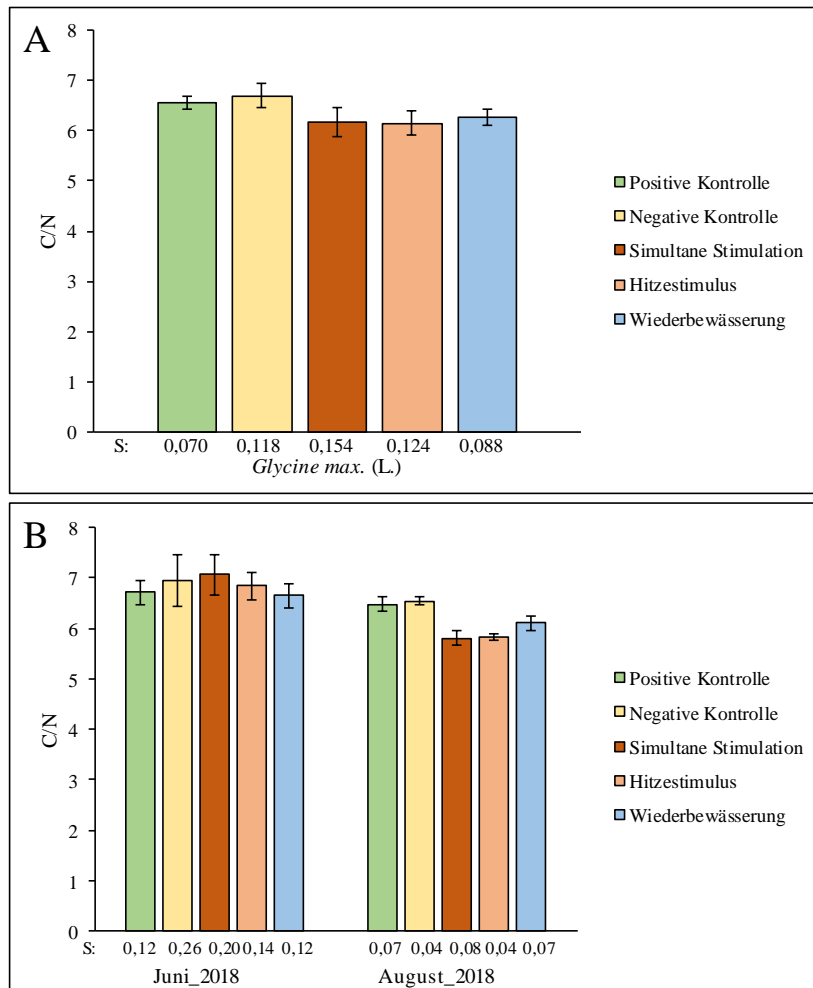 A
8
7
6
5
4
3
2
1
0
C/N
S: 0,070 0,118 0,154 0,124 0,088
Glycine max. (L.)
Positive Kontrolle
Negative Kontrolle
Simultane Stimulation
Hitzestimulus
Wiederbewässerung
B
8
7
6
5
4
3
2
1
0
C/N
S: 0,12 0,26 0,20 0,14 0,12 0,07 0,04 0,08 0,04 0,07
Juni_2018 August_2018
Positive Kontrolle
Negative Kontrolle
Simultane Stimulation
Hitzestimulus
Wiederbewässerung